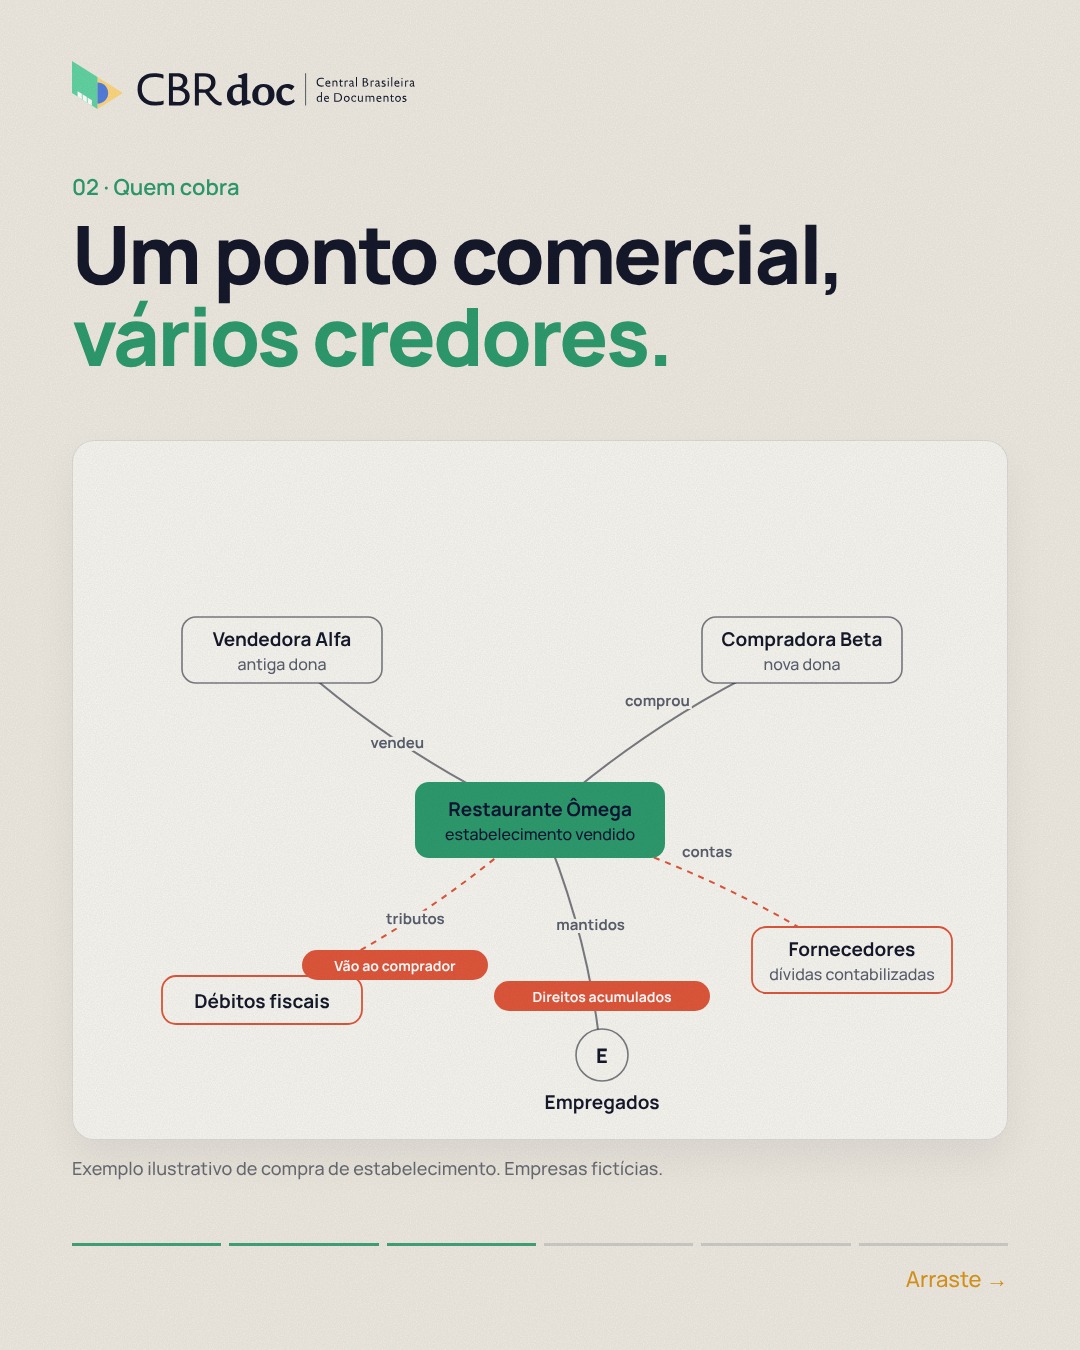 CBRdoc
Central Brasileira
de Documentos
02 · Quem cobra
Um ponto comercial,
vários credores.
Vendedora Alfa
antiga dona
Compradora Beta
nova dona
comprou
vendeu
Restaurante Ômega
estabelecimento vendido
contas
tributos
mantidos
Fornecedores
dívidas contabilizadas
Vão ao comprador
Débitos fiscais
Direitos acumulados
E
Empregados
Exemplo ilustrativo de compra de estabelecimento. Empresas fictícias.
Arraste →